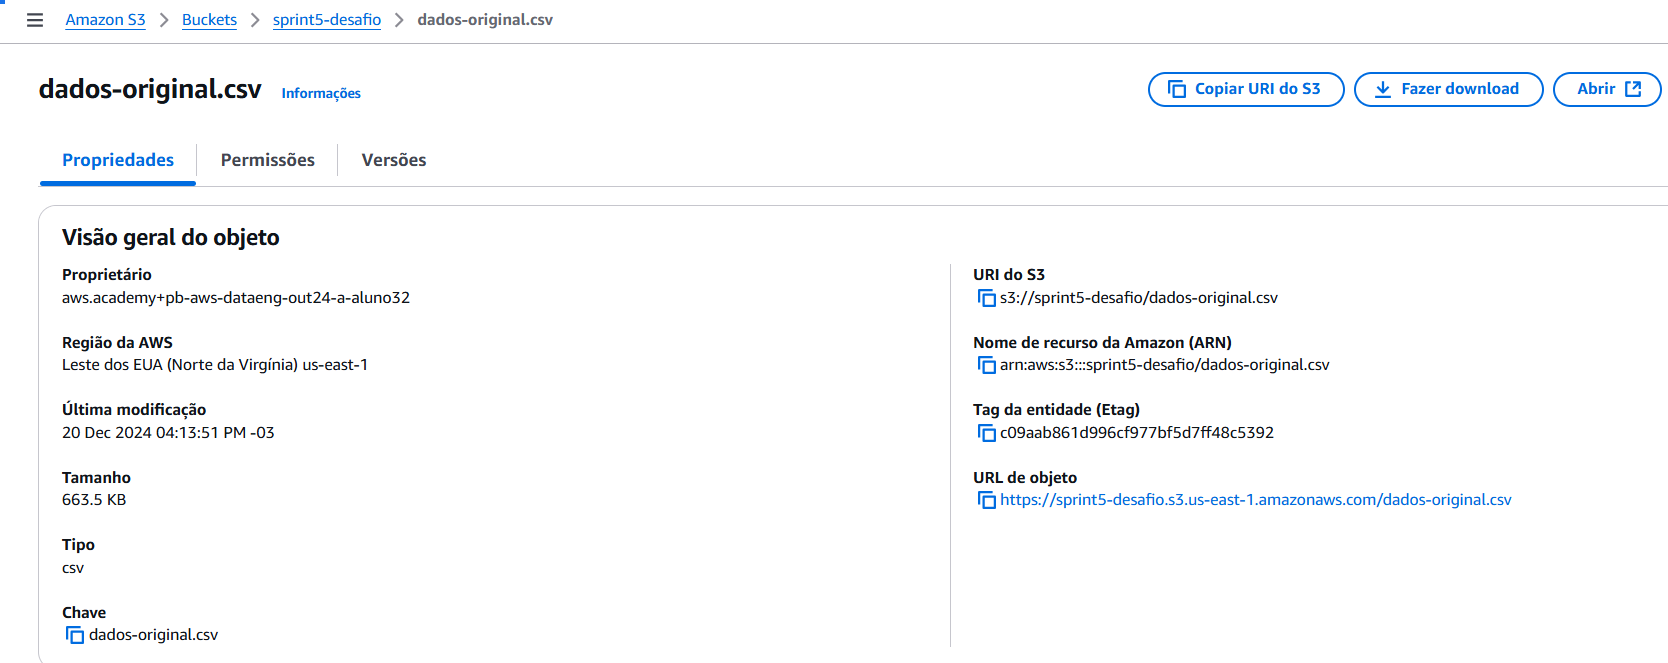 Amazon S3 > Buckets > sprint5-desafio > dados-original.csv
dados-original.csv Informações
Copiar URI do S3 Fazer download Abrir
Propriedades Permissões Versões
Visão geral do objeto
Proprietário
aws.academy+pb-aws-dataeng-out24-a-aluno32
Região da AWS
Leste dos EUA (Norte da Virgínia) us-east-1
Última modificação
20 Dec 2024 04:13:51 PM -03
Tamanho
663.5 KB
Tipo
csv
Chave
dados-original.csv
URI do S3
s3://sprint5-desafio/dados-original.csv
Nome de recurso da Amazon (ARN)
arn:aws:s3:::sprint5-desafio/dados-original.csv
Tag da entidade (Etag)
c09aab861d996cf977bf5d7ff48c5392
URL de objeto
https://sprint5-desafio.s3.us-east-1.amazonaws.com/dados-original.csv